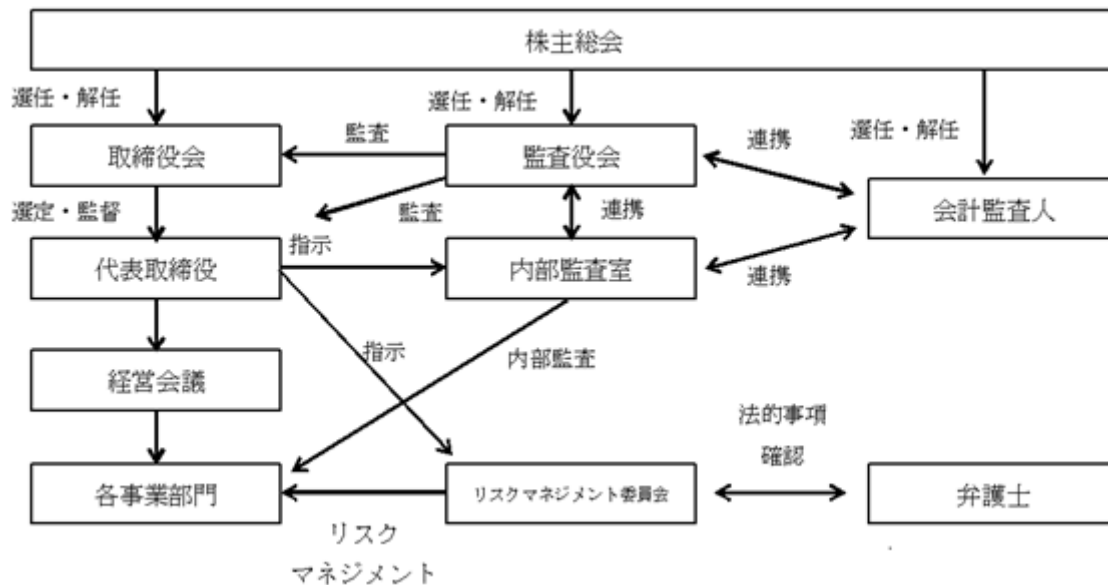 株主総会
選任・解任
選任・解任
選任・解任
取締役会
監査
監査役会
連携
会計監査人
選定・監督
監査
連携
代表取締役
指示
内部監査室
連携
経営会議
指示
内部監査
法的事項
確認
各事業部門
リスクマネジメント委員会
弁護士
リスク
マネジメント